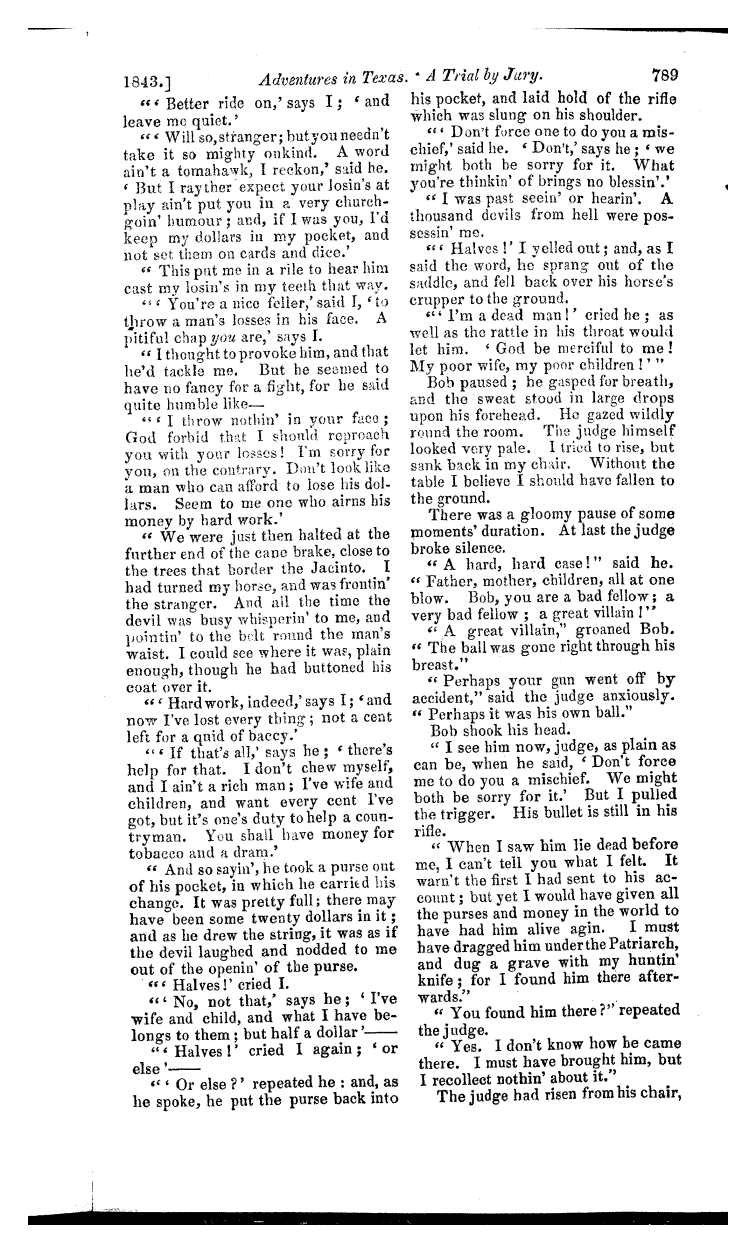 1843.] Adventures in Texas. A Trial by Jury. 789
"' Better ride on,' says I; 'and
leave me quiet.'
"' Will so, stranger; but you needn't
take it so mighty onkind. A word
ain't a tomahawk, I reckon,' said he.
' But I rayther expect your losin's at
play ain't put you in a very church-
goin' humour; and, if I was you, I'd
keep my dollars in my pocket, and
not set them on cards and dice.'
" This put me in a rile to hear him
cast my losin's in my teeth that way.
"' You're a nice feller,' said I, 'to
throw a man's losses in his face. A
pitiful chap you are,' says I.
" I thought to provoke him, and that
he'd tackle me. But he seemed to
have no fancy for a fight, for he said
quite humble like—
"' I throw nothin' in your face;
God forbid that I should reproach
you with your losses! I'm sorry for
you, on the contrary. Don't look like
a man who can afford to lose his dol-
lars. Seem to me one who airns his
money by hard work.'
" We were just then halted at the
further end of the cane brake, close to
the trees that border the Jacinto. I
had turned my horse, and was frontin'
the stranger. And all the time the
devil was busy whisperin' to me, and
pointin' to the belt round the man's
waist. I could see where it was, plain
enough, though he had buttoned his
coat over it.
"' Hard work, indeed,' says I; 'and
now I've lost every thing; not a cent
left for a quid of baccy.'
"' If that's all,' says he; ' there's
help for that. I don't chew myself,
and I ain't a rich man; I've wife and
children, and want every cent I've
got, but it's one's duty to help a coun-
tryman. You shall have money for
tobacco and a dram.'
" And so sayin', he took a purse out
of his pocket, in which he carried his
change. It was pretty full; there may
have been some twenty dollars in it;
and as he drew the string, it was as if
the devil laughed and nodded to me
out of the openin' of the purse.
"' Halves!' cried I.
"' No, not that,' says he; ' I've
wife and child, and what I have be-
longs to them; but half a dollar'——
"' Halves!' cried I again; ' or
else'——
"' Or else?' repeated he: and, as
he spoke, he put the purse back into
his pocket, and laid hold of the rifle
which was slung on his shoulder.
"' Don't force one to do you a mis-
chief,' said he. ' Don't,' says he; ' we
might both be sorry for it. What
you're thinkin' of brings no blessin'.'
" I was past seein' or hearin'. A
thousand devils from hell were pos-
sessin' me.
"' Halves!' I yelled out; and, as I
said the word, he sprang out of the
saddle, and fell back over his horse's
crupper to the ground.
"' I'm a dead man!' cried he; as
well as the rattle in his throat would
let him. ' God be merciful to me!
My poor wife, my poor children!'"
Bob paused; he gasped for breath,
and the sweat stood in large drops
upon his forehead. He gazed wildly
round the room. The judge himself
looked very pale. I tried to rise, but
sank back in my chair. Without the
table I believe I should have fallen to
the ground.
There was a gloomy pause of some
moments' duration. At last the judge
broke silence.
" A hard, hard case!" said he.
" Father, mother, children, all at one
blow. Bob, you are a bad fellow; a
very bad fellow; a great villain!"
" A great villain," groaned Bob.
" The ball was gone right through his
breast."
" Perhaps your gun went off by
accident," said the judge anxiously.
" Perhaps it was his own ball."
Bob shook his head.
" I see him now, judge, as plain as
can be, when he said, ' Don't force
me to do you a mischief. We might
both be sorry for it.' But I pulled
the trigger. His bullet is still in his
rifle.
" When I saw him lie dead before
me, I can't tell you what I felt. It
warn't the first I had sent to his ac-
count; but yet I would have given all
the purses and money in the world to
have had him alive agin. I must
have dragged him under the Patriarch,
and dug a grave with my huntin'
knife; for I found him there after-
wards."
" You found him there?" repeated
the judge.
" Yes. I don't know how he came
there. I must have brought him, but
I recollect nothin' about it."
The judge had risen from his chair,